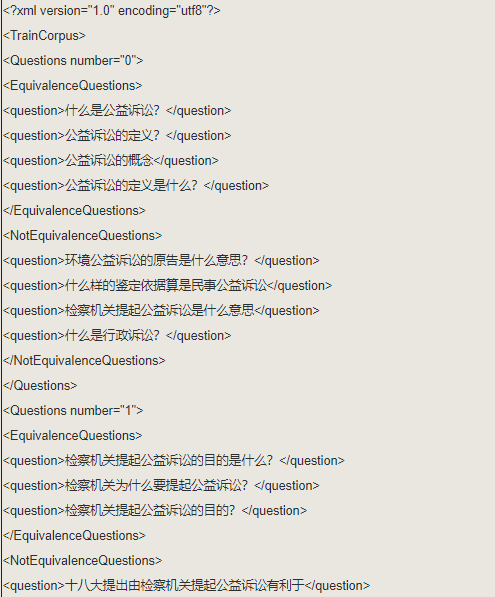 <?xml version="1.0" encoding="utf8"?>
<TrainCorpus>
<Questions number="0">
<EquivalenceQuestions>
<question>什么是公益诉讼？</question>
<question>公益诉讼的定义？</question>
<question>公益诉讼的概念</question>
<question>公益诉讼的定义是什么？</question>
</EquivalenceQuestions>
<NotEquivalenceQuestions>
<question>环境公益诉讼的原告是什么意思？</question>
<question>什么样的鉴定依据算是民事公益诉讼</question>
<question>检察机关提起公益诉讼是什么意思</question>
<question>什么是行政诉讼？</question>
</NotEquivalenceQuestions>
</Questions>
<Questions number="1">
<EquivalenceQuestions>
<question>检察机关提起公益诉讼的目的是什么？</question>
<question>检察机关为什么要提起公益诉讼？</question>
<question>检察机关提起公益诉讼的目的？</question>
</EquivalenceQuestions>
<NotEquivalenceQuestions>
<question>十八大提出由检察机关提起公益诉讼有利于</question>